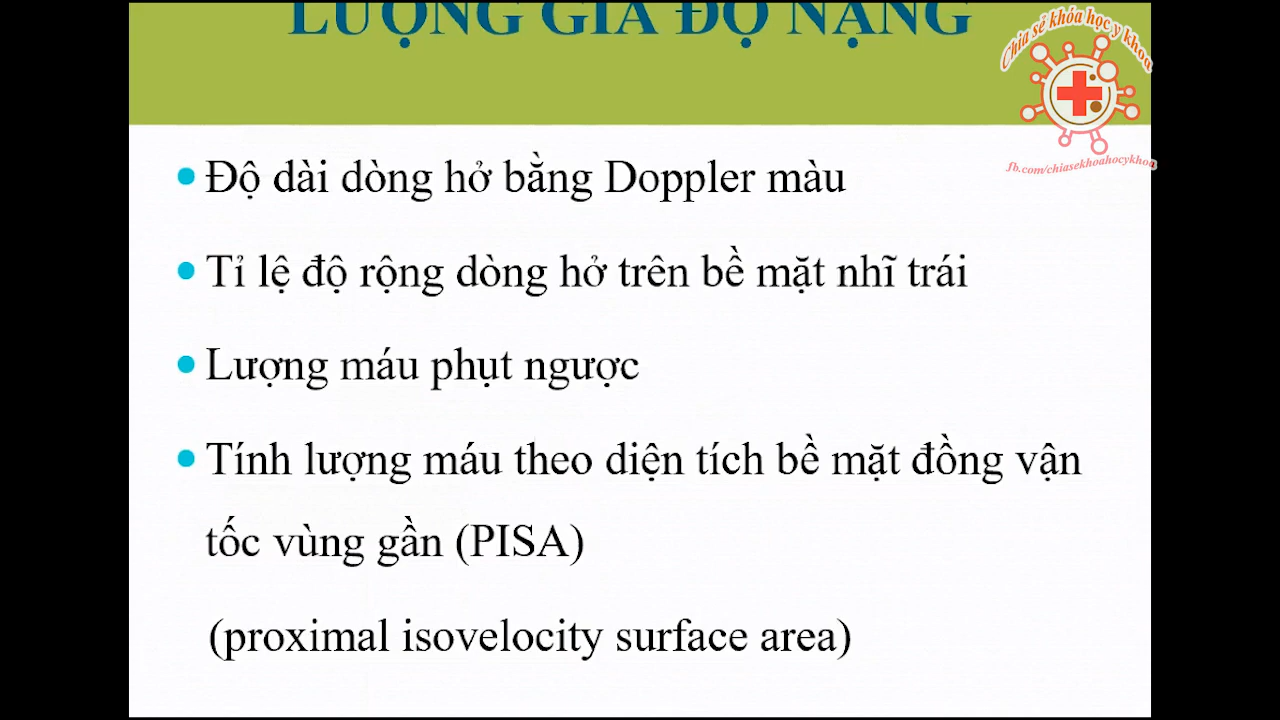 LƯỢNG GIÁ ĐỘ NẶNG
Chia sẻ khóa học y khoa
fb.com/chiasekhoahocykhoa
Độ dài dòng hở bằng Doppler màu
Tỉ lệ độ rộng dòng hở trên bề mặt nhĩ trái
Lượng máu phụt ngược
Tính lượng máu theo diện tích bề mặt đồng vận
tốc vùng gần (PISA)
(proximal isovelocity surface area)